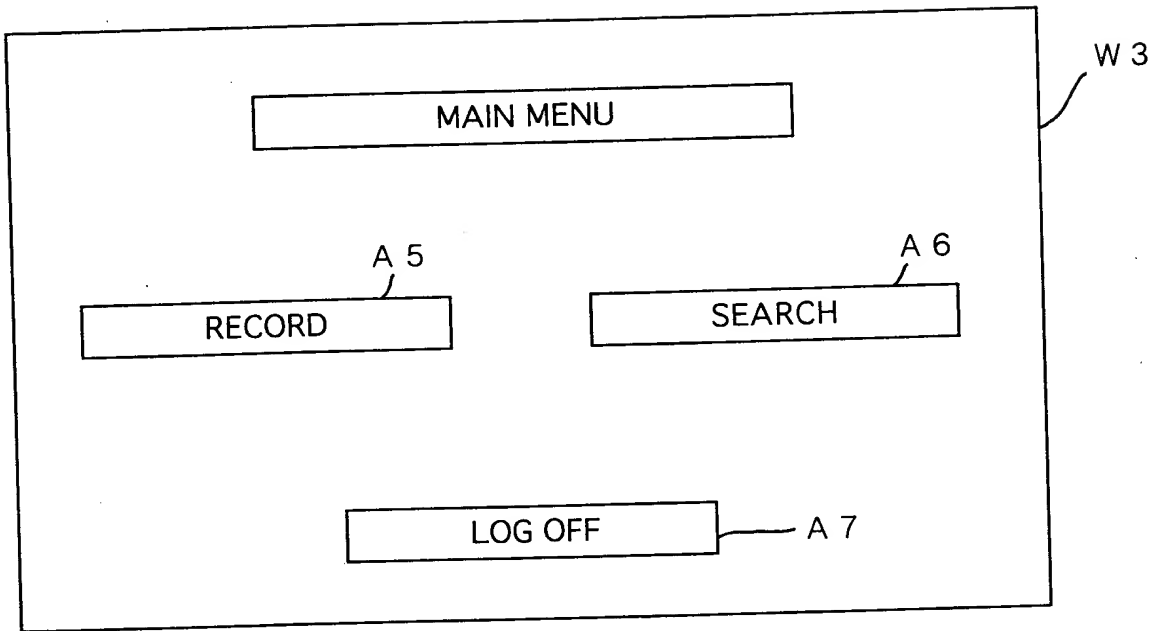 W 3
MAIN MENU
A 5
A 6
RECORD
SEARCH
LOG OFF
A 7